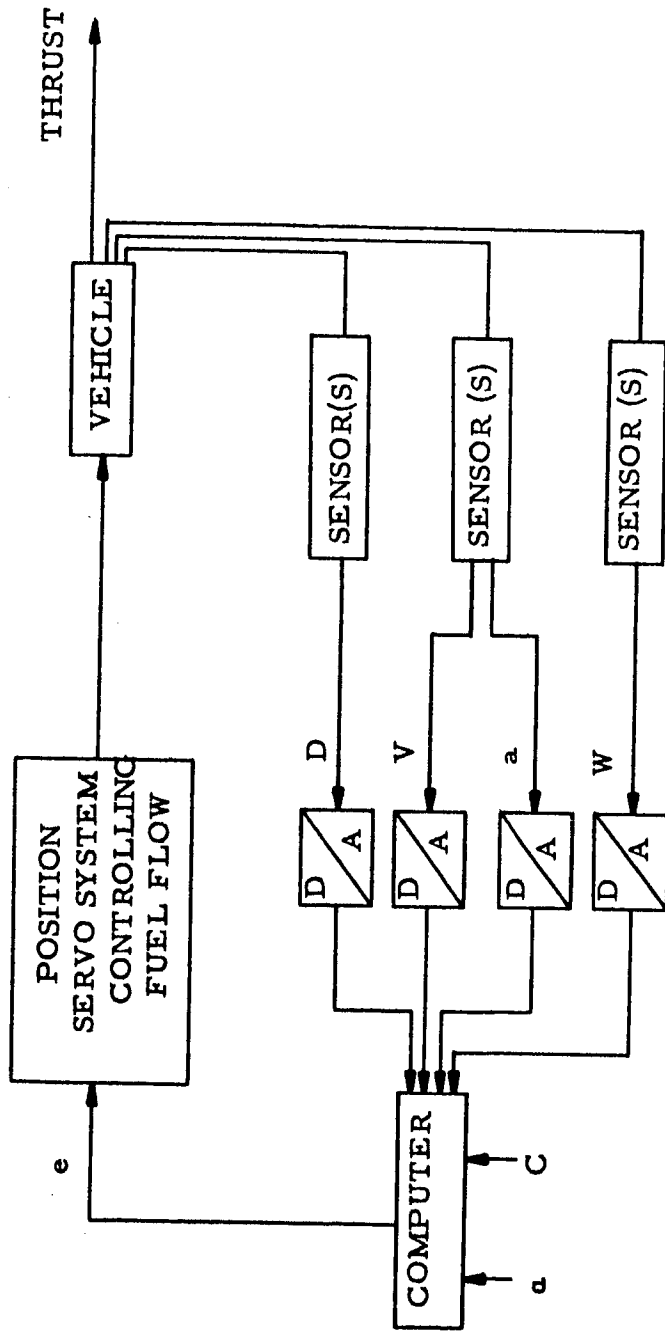 THRUST
e
POSITION
SERVO SYSTEM
CONTROLLING
FUEL FLOW
VEHICLE
D
A
D
SENSOR(S)
D
A
V
SENSOR (S)
COMPUTER
D
A
a
D
A
W
SENSOR (S)
α
C